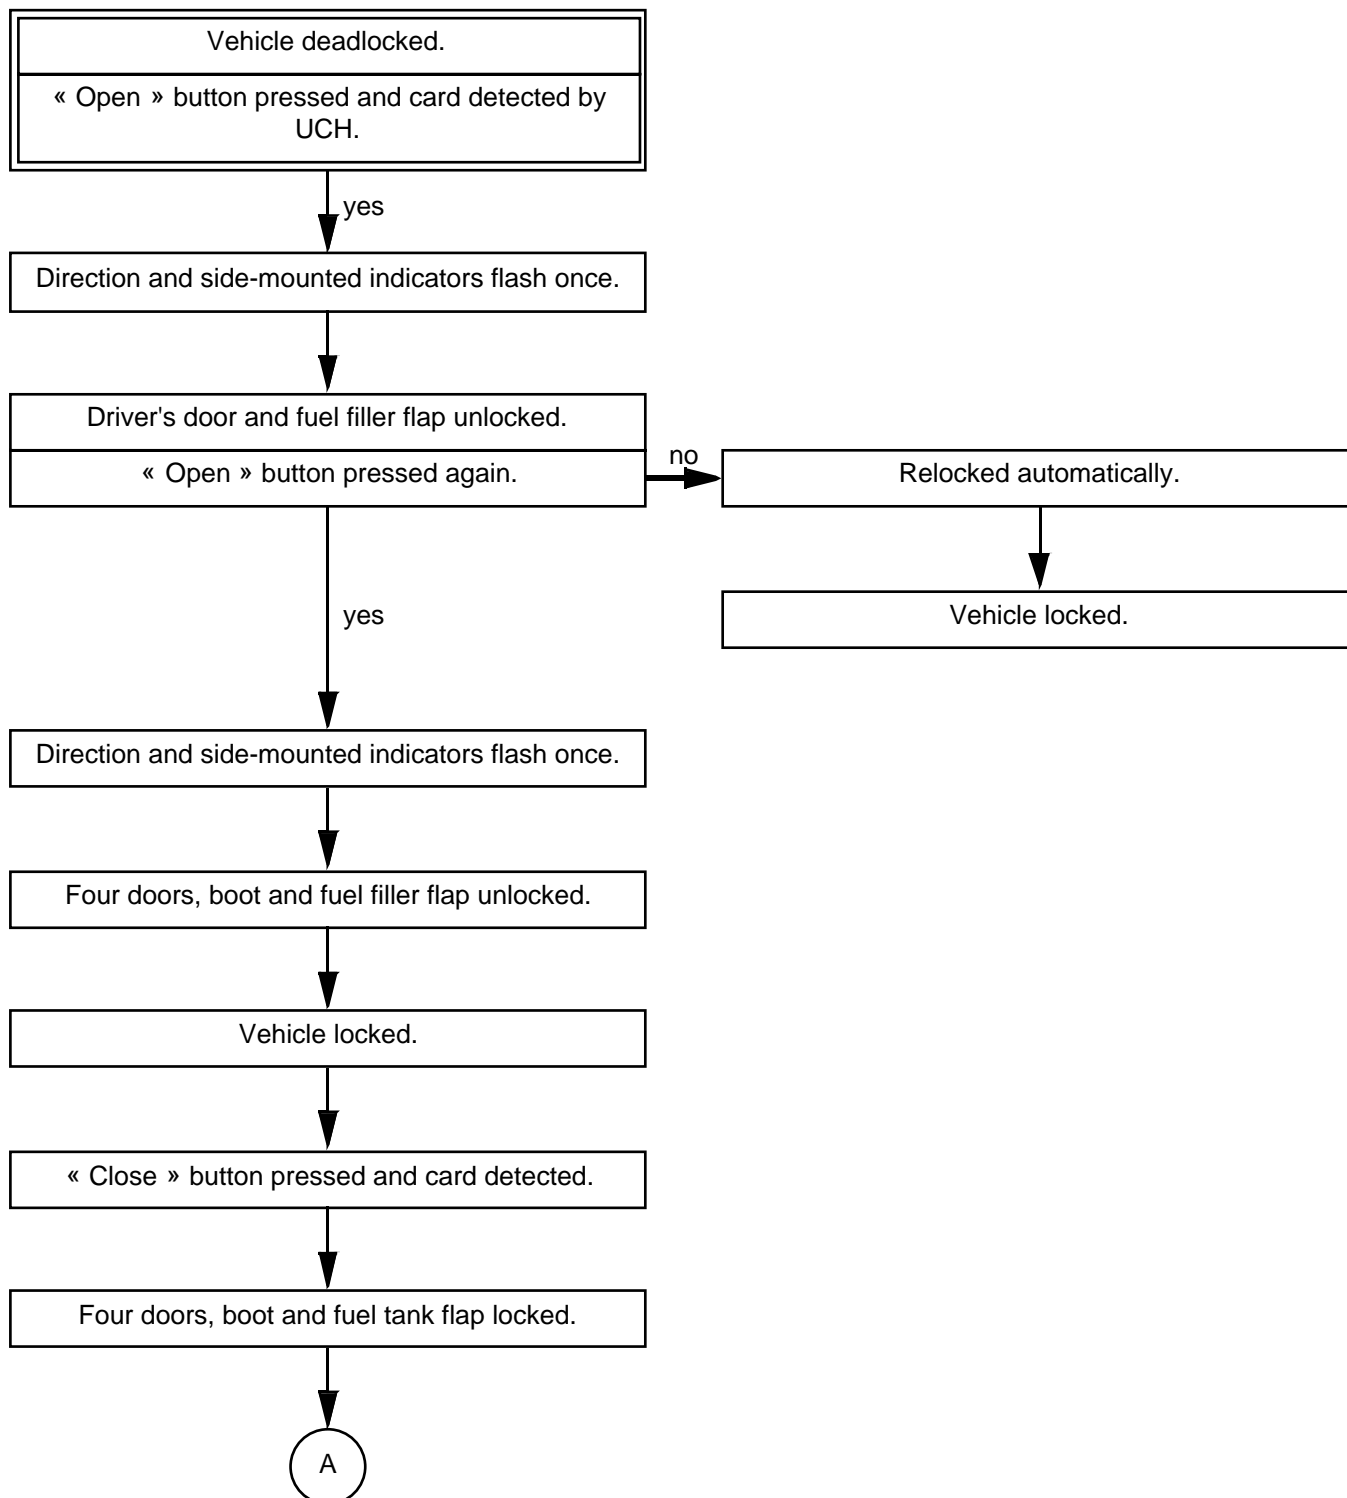 Vehicle deadlocked.
« Open » button pressed and card detected by
UCH.
yes
Direction and side-mounted indicators flash once.
Driver's door and fuel filler flap unlocked.
« Open » button pressed again.
no
Relocked automatically.
Vehicle locked.
yes
Direction and side-mounted indicators flash once.
Four doors, boot and fuel filler flap unlocked.
Vehicle locked.
« Close » button pressed and card detected.
Four doors, boot and fuel tank flap locked.
A